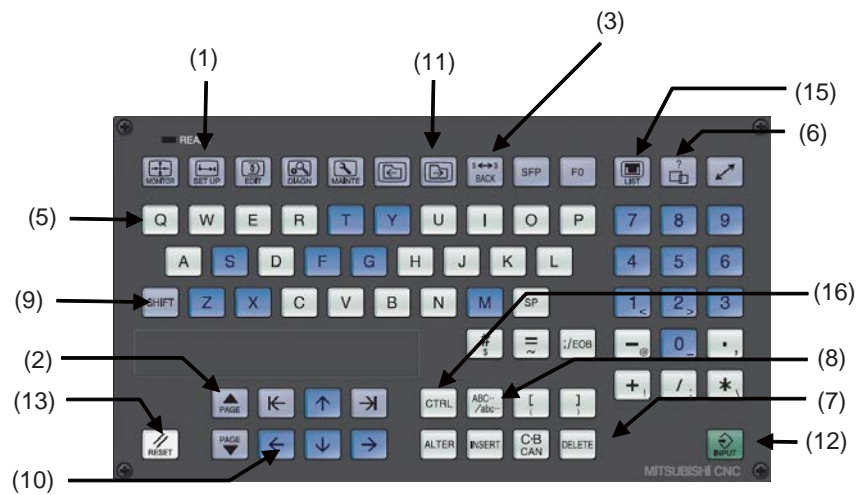 (1)
(11)
(3)
(15)
(6)
READY
MONITOR SET UP EDIT DIAGN MAINTE $ ↔ $ BACK SFP F0 LIST ?
(5)
Q W E R T Y U I O P 7 8 9
A S D F G H J K L 4 5 6
(9)
SHIFT Z X C V B N M SP 1 < 2 > 3
(16)
# $ = ~ ;/EOB - @ 0 _ . ,
(2)
(8)
▲ PAGE ↑ CTRL ABC… /abc… [ ( ] ) + ! / : * \
(13)
(7)
RESET PAGE ▼ ← ↓ → ALTER INSERT C·B CAN DELETE INPUT
(12)
(10)
MITSUBISHI CNC